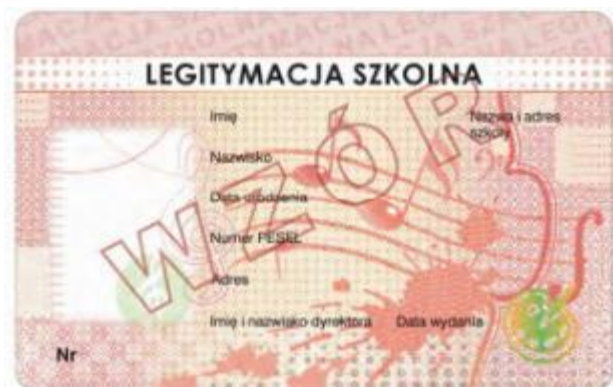 LEGITYMACJA SZKOLNA
Imię
Nazwa i adres
szkoły
Nazwisko
Data urodzenia
Numer PESEL
Adres
Imię i nazwisko dyrektora Data wydania
Nr
WZÓR